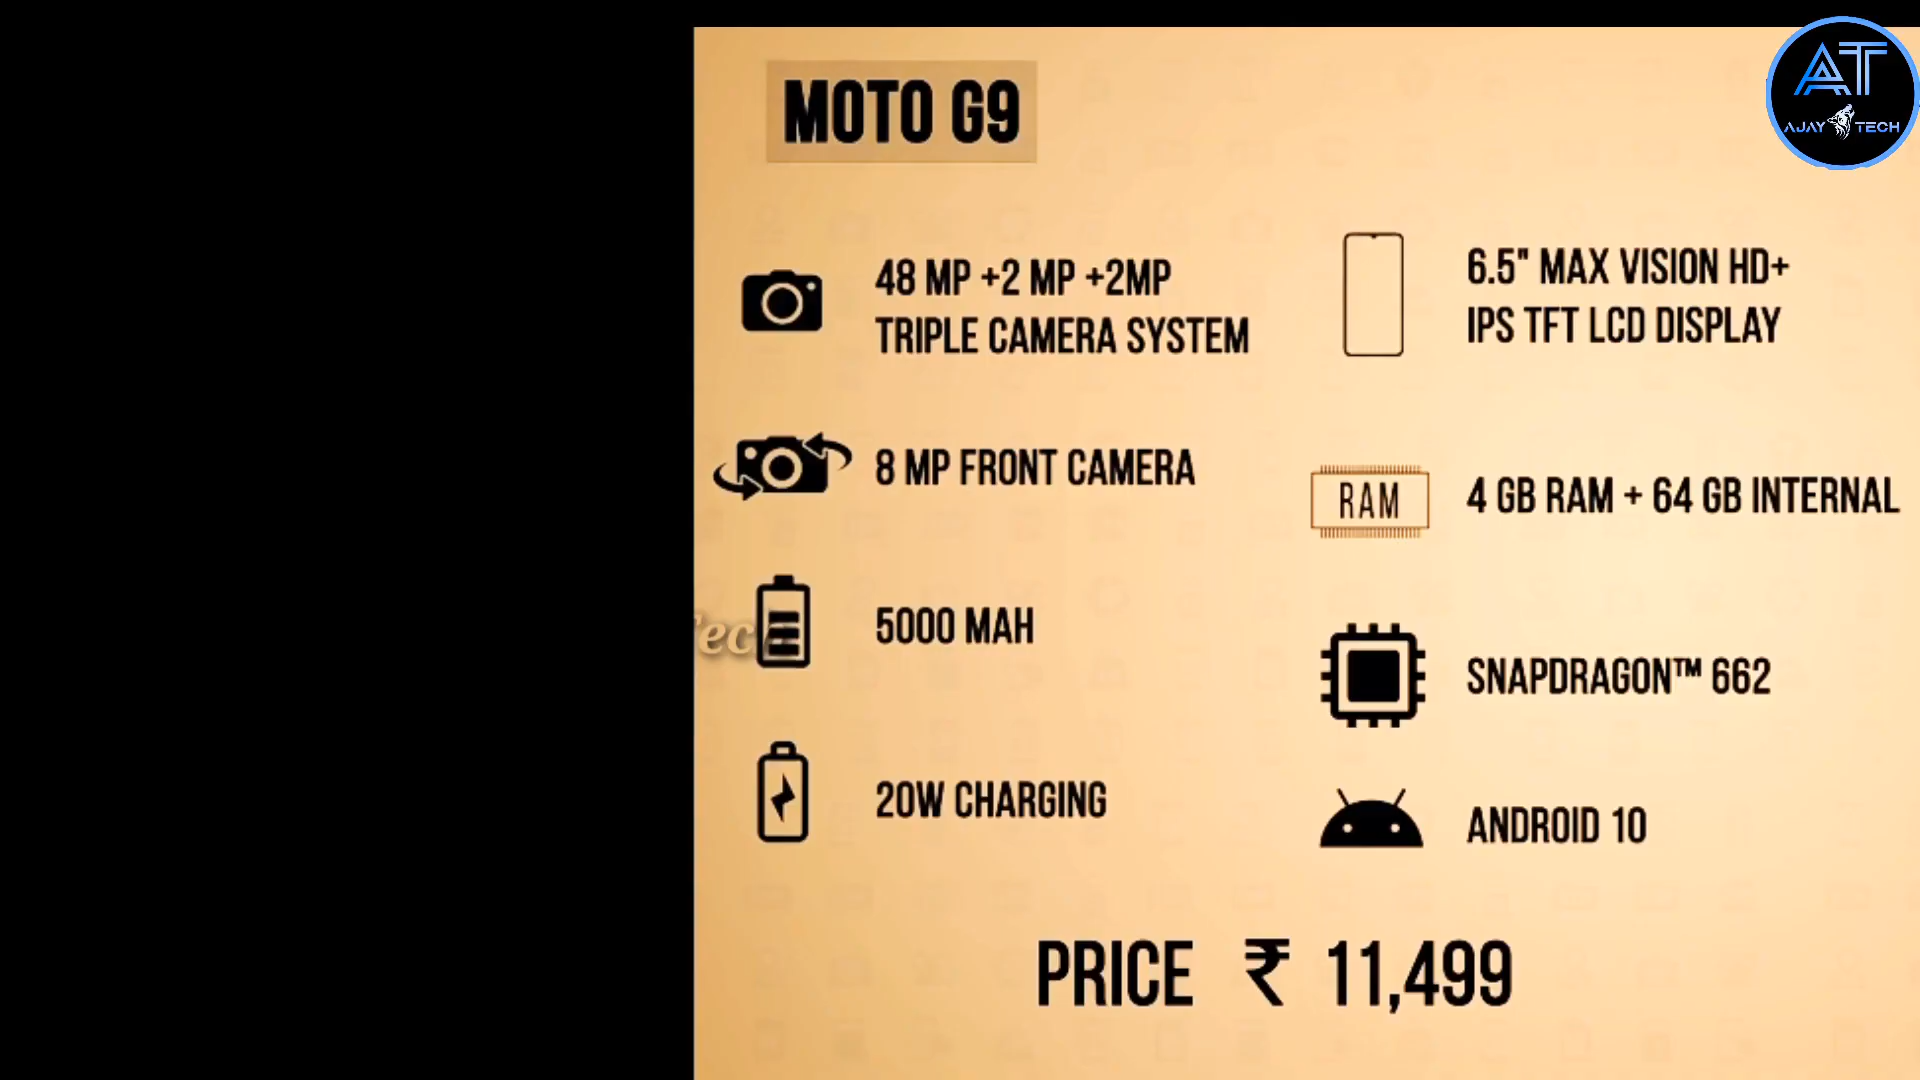 MOTO G9
AT
AJAY TECH
48 MP +2 MP +2MP
TRIPLE CAMERA SYSTEM
8 MP FRONT CAMERA
5000 MAH
20W CHARGING
6.5" MAX VISION HD+
IPS TFT LCD DISPLAY
RAM
4 GB RAM + 64 GB INTERNAL
SNAPDRAGON™ 662
ANDROID 10
PRICE ₹ 11,499